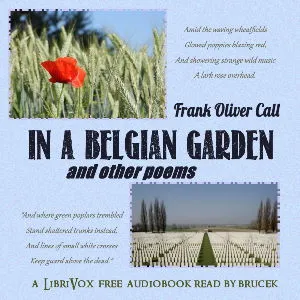 Amid the waving wheatfields
Glowed poppies blazing red,
And showering strange wild music
A lark rose overhead.
Frank Oliver Call
IN A BELGIAN GARDEN
and other poems
"And where green poplars trembled
Stand shattered trunks instead,
And lines of small white crosses
Keep guard above the dead."
A LIBRIVOX FREE AUDIOBOOK READ BY BRUCEK